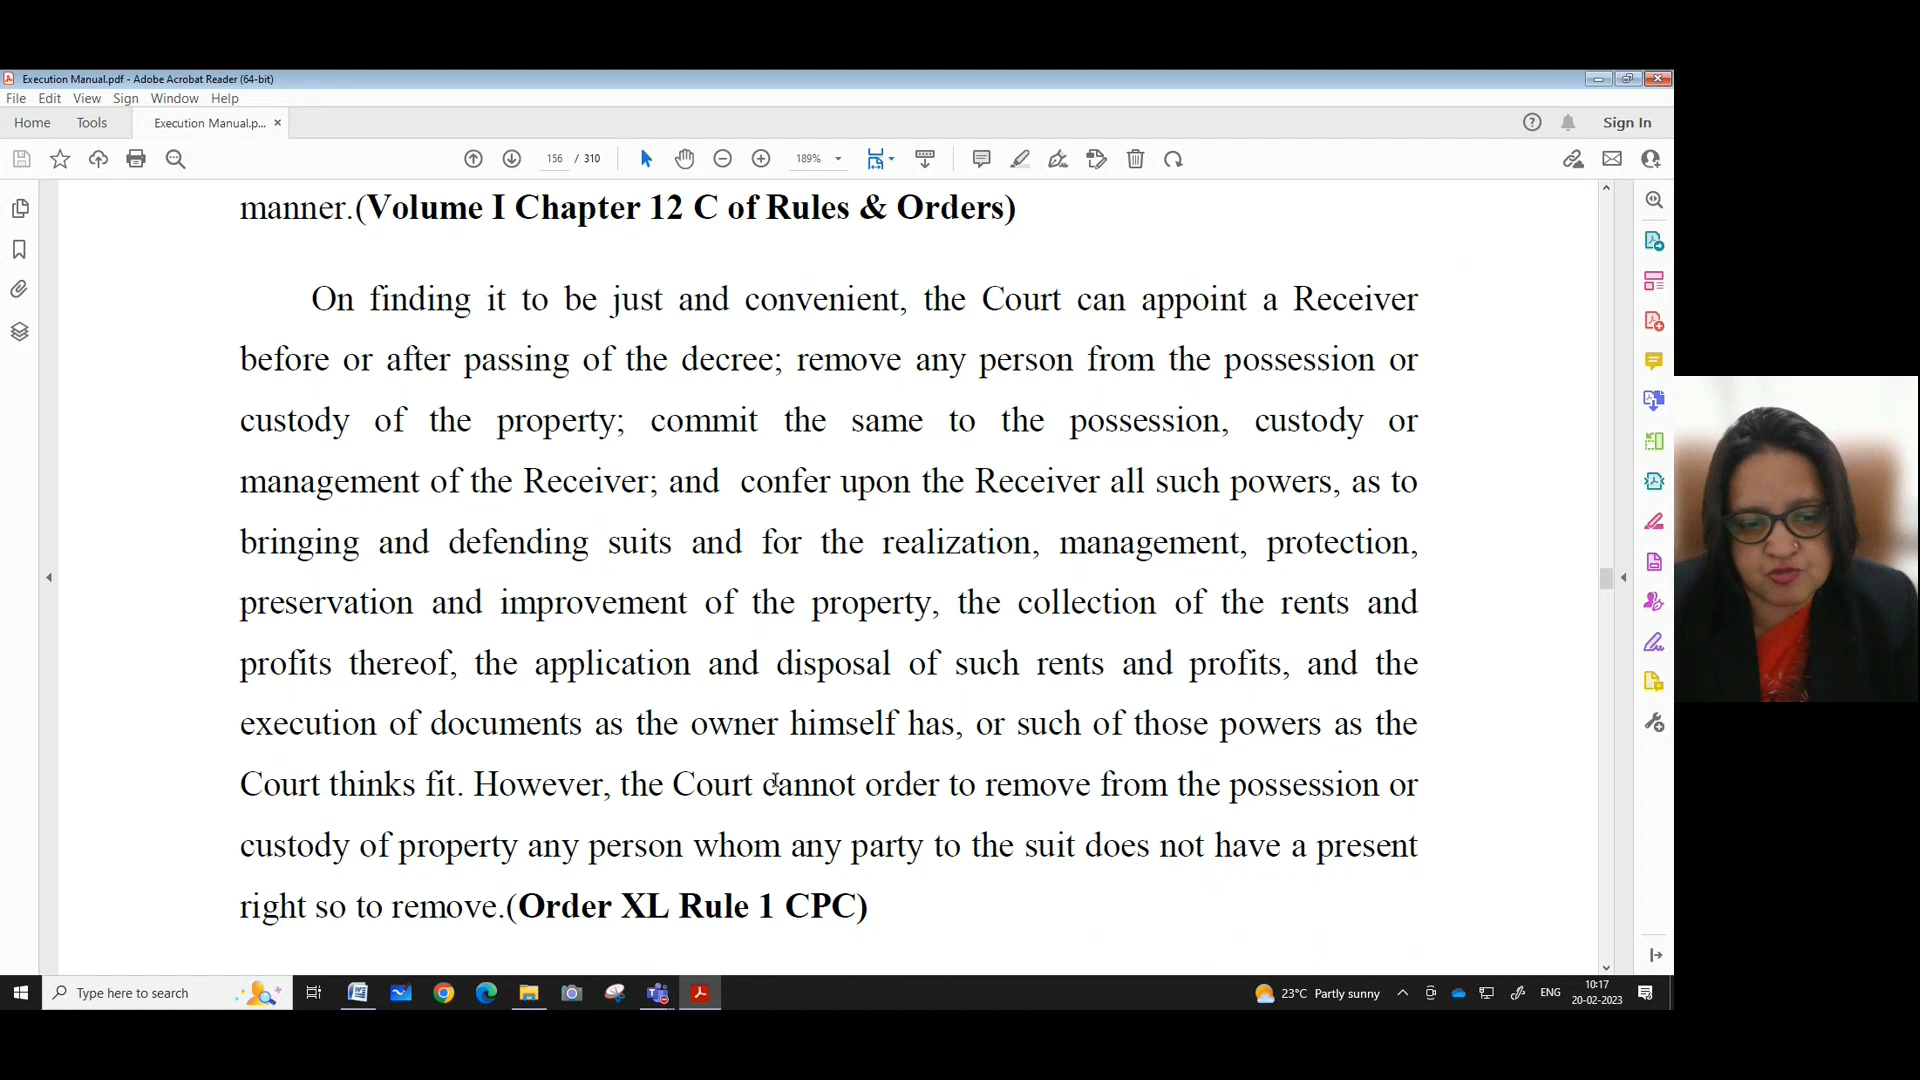 Execution Manual.pdf - Adobe Acrobat Reader (64-bit)
File Edit View Sign Window Help
Home Tools Execution Manual.p... × Sign In
156 / 310 189%
manner.(Volume I Chapter 12 C of Rules & Orders)
On finding it to be just and convenient, the Court can appoint a Receiver
before or after passing of the decree; remove any person from the possession or
custody of the property; commit the same to the possession, custody or
management of the Receiver; and confer upon the Receiver all such powers, as to
bringing and defending suits and for the realization, management, protection,
preservation and improvement of the property, the collection of the rents and
profits thereof, the application and disposal of such rents and profits, and the
execution of documents as the owner himself has, or such of those powers as the
Court thinks fit. However, the Court cannot order to remove from the possession or
custody of property any person whom any party to the suit does not have a present
right so to remove.(Order XL Rule 1 CPC)
Type here to search
23°C Partly sunny
ENG
10:17
20-02-2023